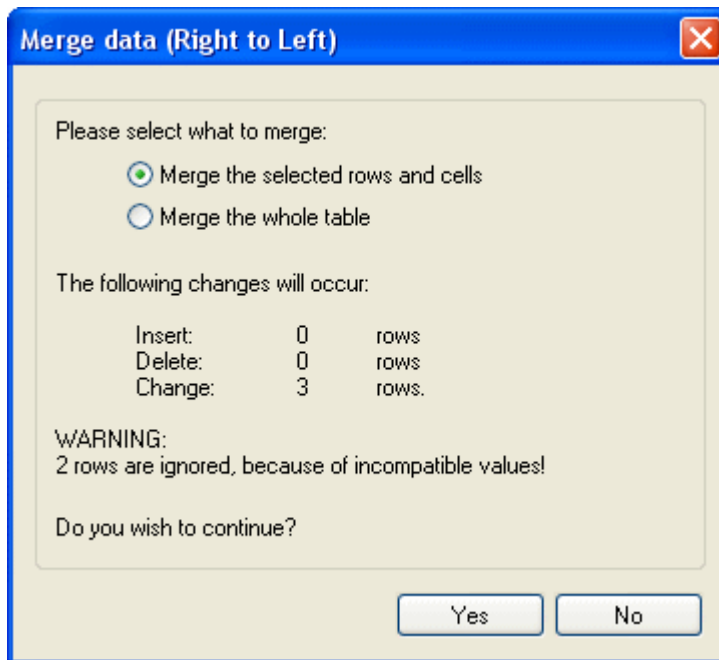 Merge data (Right to Left)
Please select what to merge:
Merge the selected rows and cells
Merge the whole table
The following changes will occur:
Insert: 0 rows
Delete: 0 rows
Change: 3 rows.
WARNING:
2 rows are ignored, because of incompatible values!
Do you wish to continue?
Yes No